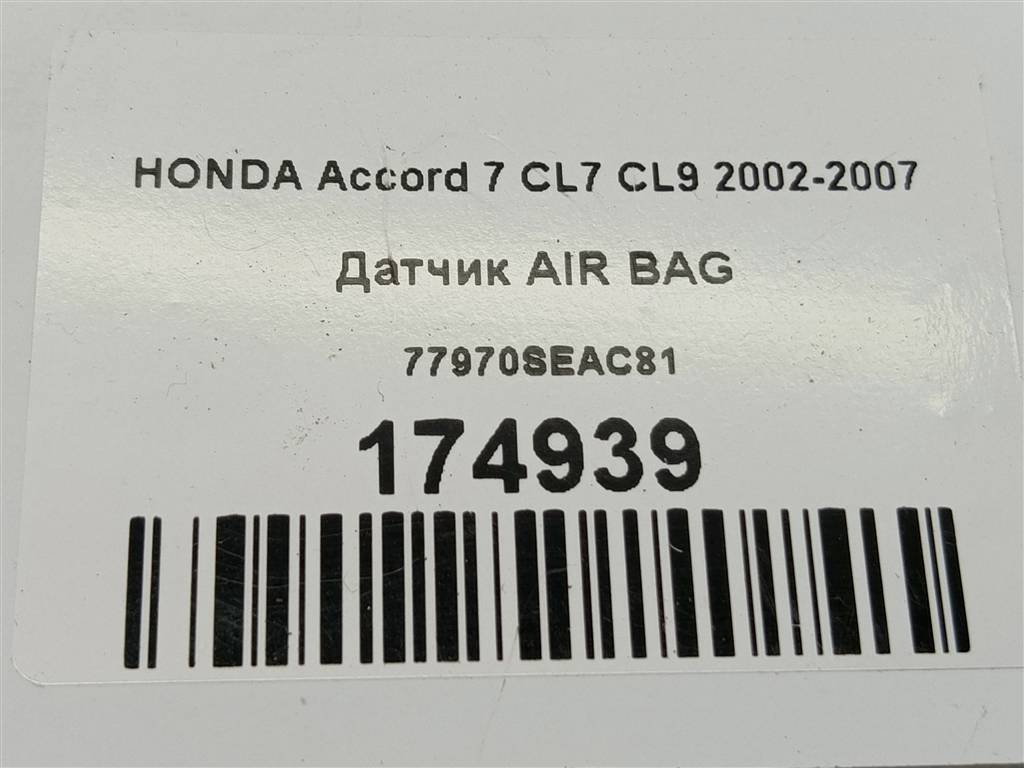 HONDA Accord 7 CL7 CL9 2002-2007
Датчик AIR BAG
77970SEAC81
174939